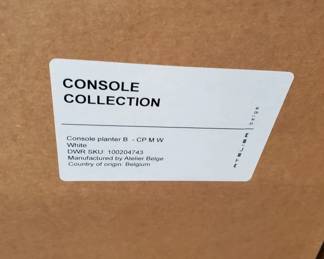 CONSOLE
COLLECTION
Console planter B - CP M W
White
DWR SKU: 100204743
Manufactured by Atelier Belge
Country of origin: Belgium